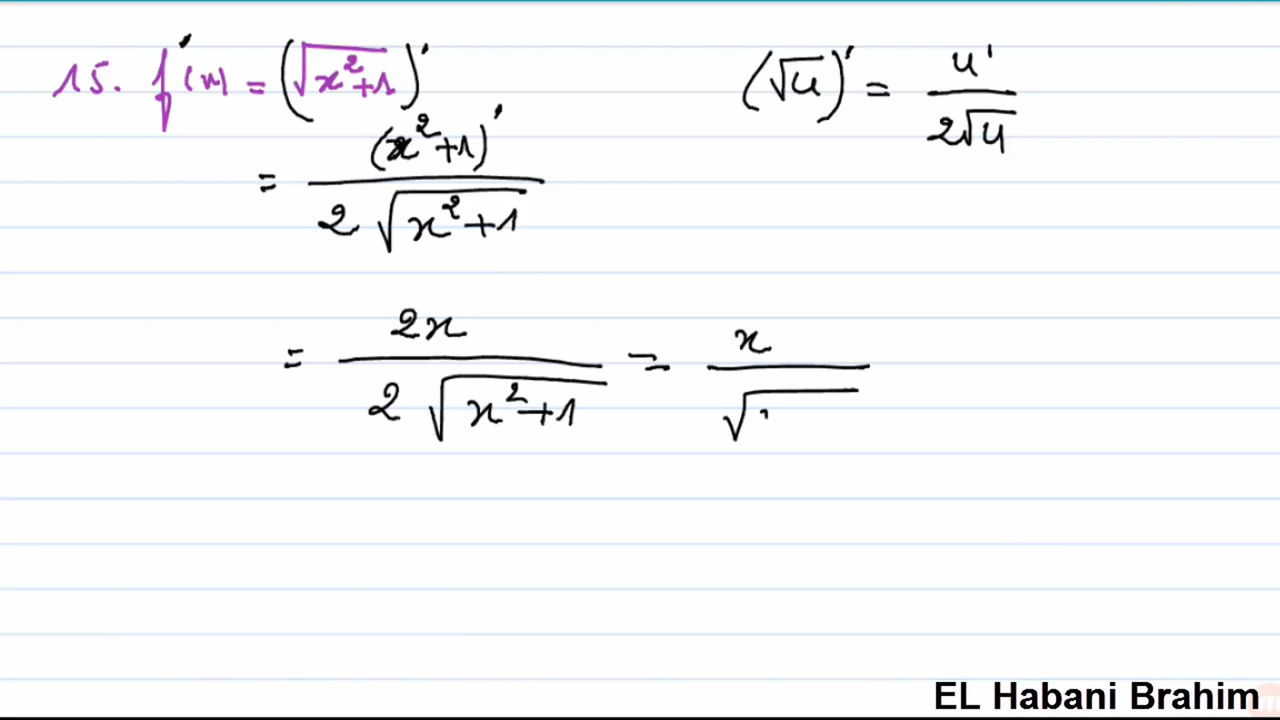 15. f'(x) = (√(x²+1))'   (√u)' = u' / 2√u
= (x²+1)' / 2√(x²+1)
= 2x / 2√(x²+1) = x / √
EL Habani Brahim